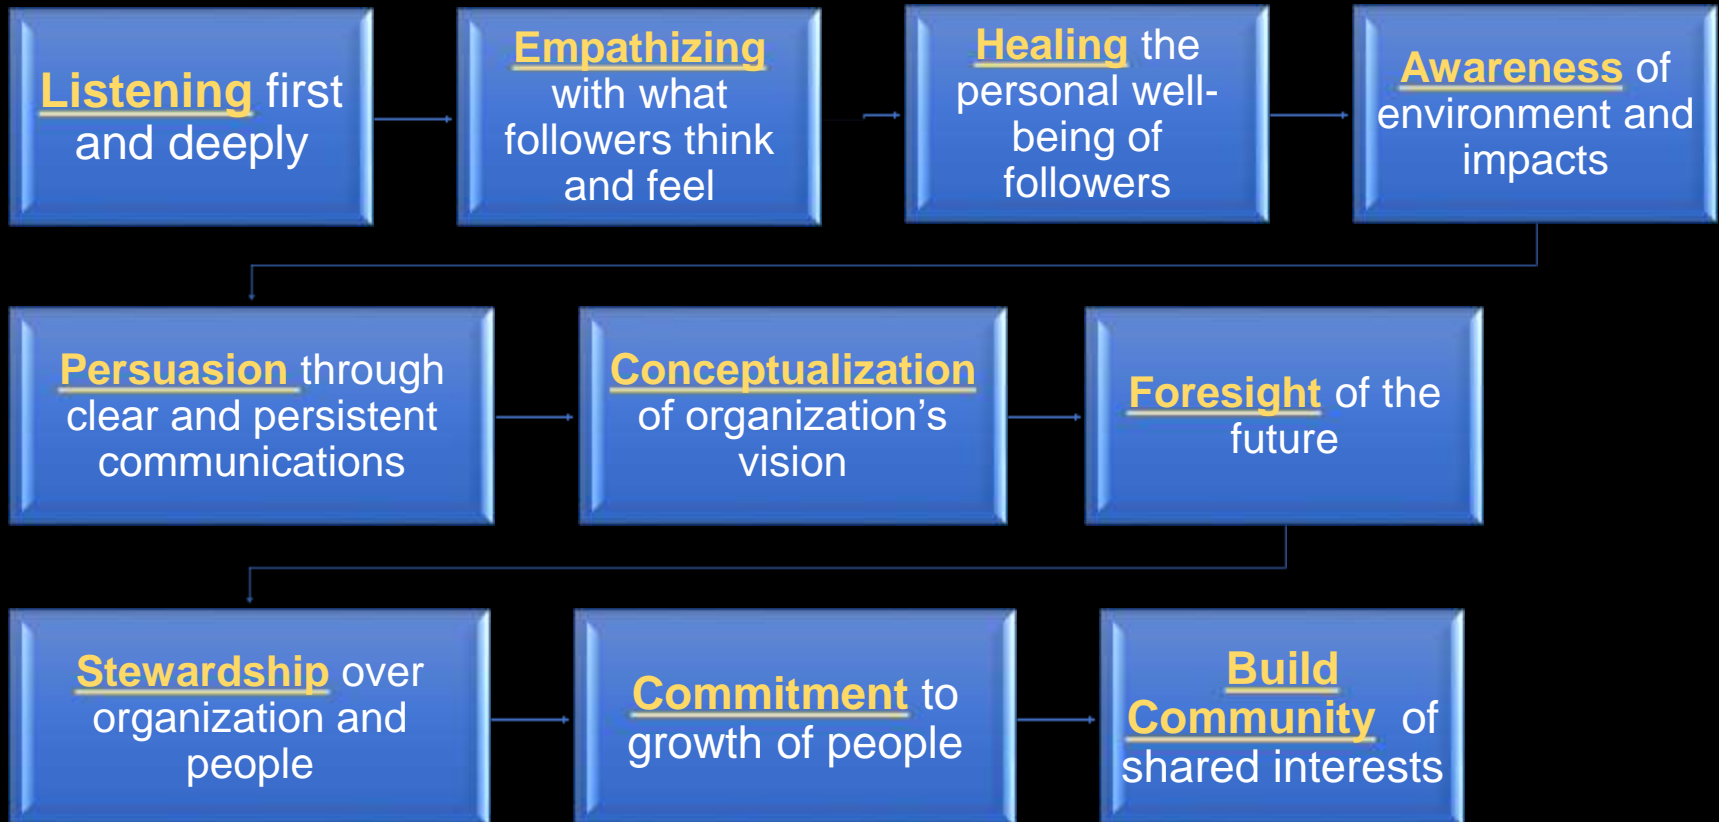 Listening first
and deeply
Empathizing
with what
followers think
and feel
Healing the
personal well-
being of
followers
Awareness of
environment and
impacts
Persuasion through
clear and persistent
communications
Conceptualization
of organization’s
vision
Foresight of the
future
Stewardship over
organization and
people
Commitment to
growth of people
Build
Community of
shared interests